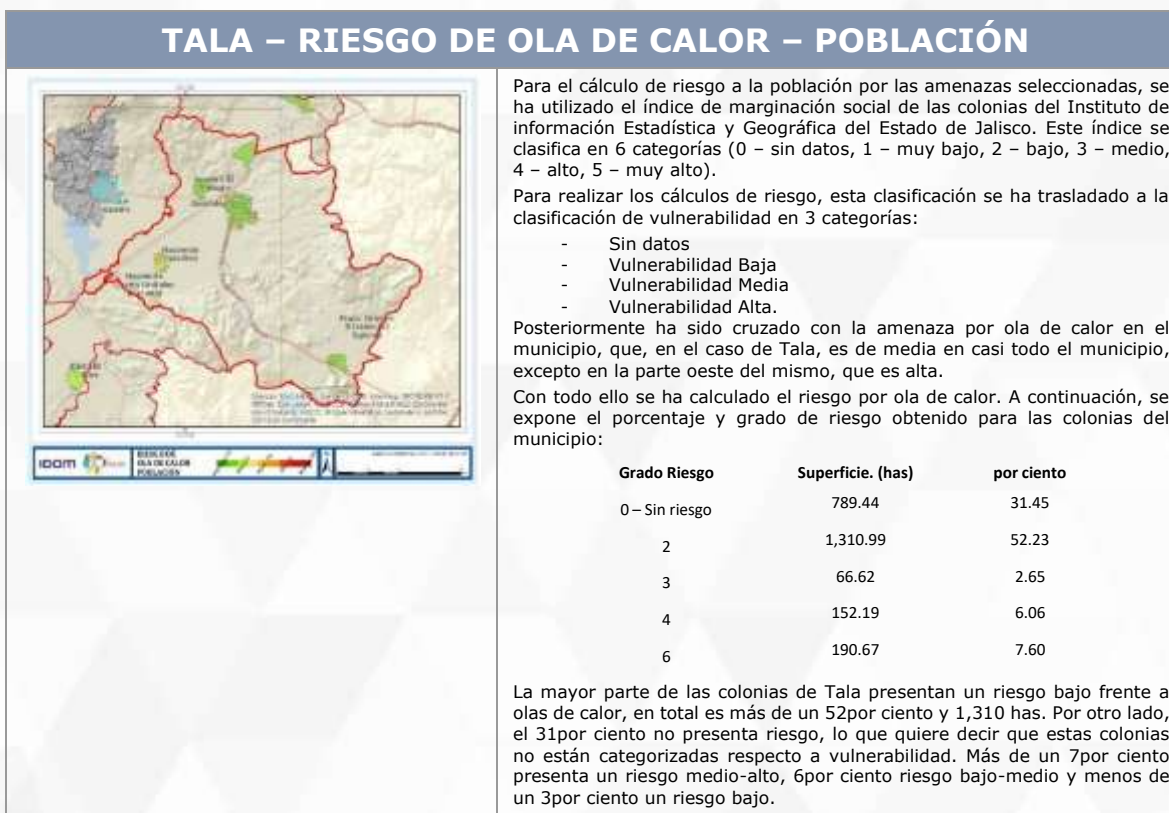 TALA – RIESGO DE OLA DE CALOR – POBLACIÓN
Para el cálculo de riesgo a la población por las amenazas seleccionadas, se
ha utilizado el índice de marginación social de las colonias del Instituto de
información Estadística y Geográfica del Estado de Jalisco. Este índice se
clasifica en 6 categorías (0 – sin datos, 1 – muy bajo, 2 – bajo, 3 – medio,
4 – alto, 5 – muy alto).
Para realizar los cálculos de riesgo, esta clasificación se ha trasladado a la
clasificación de vulnerabilidad en 3 categorías:
- Sin datos
- Vulnerabilidad Baja
- Vulnerabilidad Media
- Vulnerabilidad Alta.
Posteriormente ha sido cruzado con la amenaza por ola de calor en el
municipio, que, en el caso de Tala, es de media en casi todo el municipio,
excepto en la parte oeste del mismo, que es alta.
Con todo ello se ha calculado el riesgo por ola de calor. A continuación, se
expone el porcentaje y grado de riesgo obtenido para las colonias del
municipio:
Grado Riesgo Superficie. (has) por ciento
0 – Sin riesgo 789.44 31.45
2 1,310.99 52.23
3 66.62 2.65
4 152.19 6.06
6 190.67 7.60
La mayor parte de las colonias de Tala presentan un riesgo bajo frente a
olas de calor, en total es más de un 52por ciento y 1,310 has. Por otro lado,
el 31por ciento no presenta riesgo, lo que quiere decir que estas colonias
no están categorizadas respecto a vulnerabilidad. Más de un 7por ciento
presenta un riesgo medio-alto, 6por ciento riesgo bajo-medio y menos de
un 3por ciento un riesgo bajo.
IDOM
RIESGO DE
OLA DE CALOR
POBLACIÓN